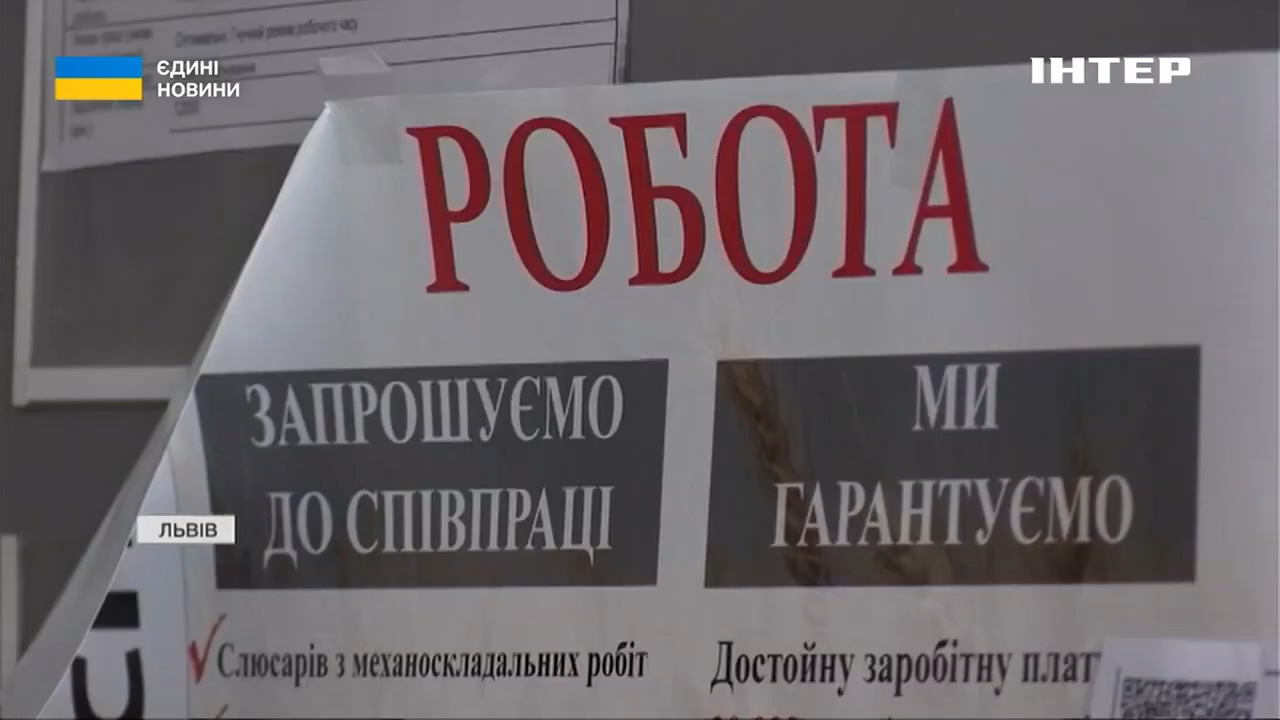 ЄДИНІ
НОВИНИ
ІНТЕР
РОБОТА
ЗАПРОШУЄМО
ДО СПІВПРАЦІ
МИ
ГАРАНТУЄМО
ЛЬВІВ
Слюсарів з механоскладальних робіт
Достойну заробітну плат